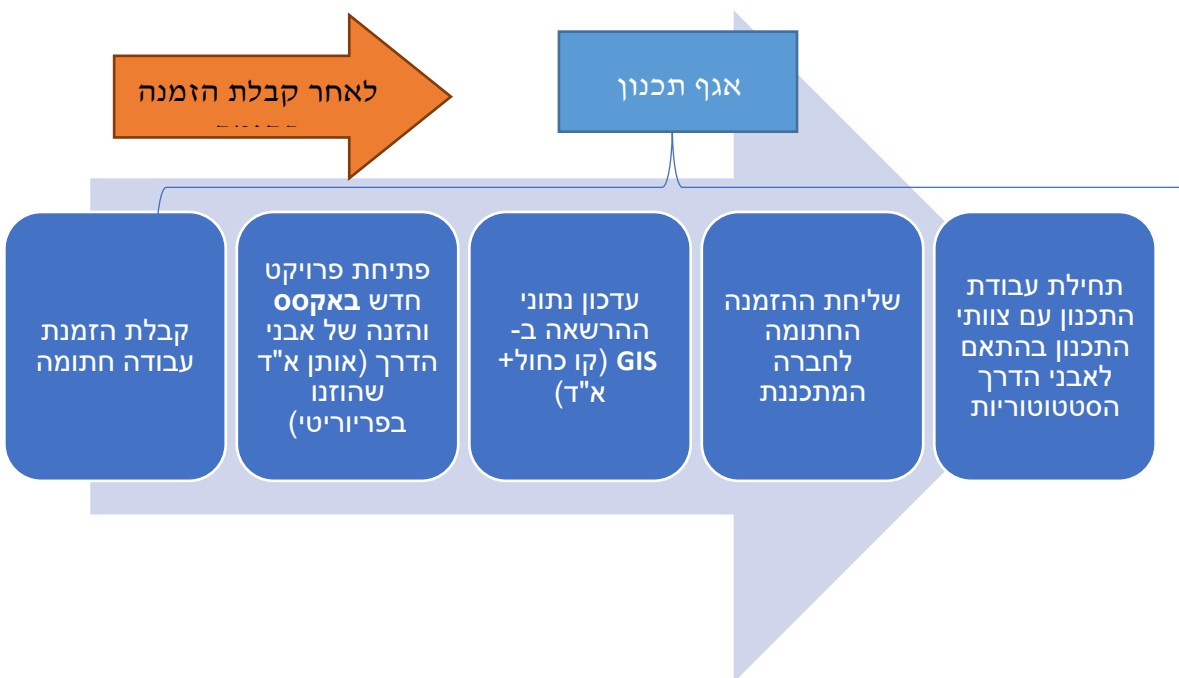 לאחר קבלת הזמנה
אגף תכנון
קבלת הזמנת
עבודה חתומה
פתיחת פרויקט
חדש באקסס
והזנה של אבני
הדרך (אותן א"ד
שהוזנו
בפריוריטי)
עדכון נתוני
ההרשאה ב-
GIS (קו כחול+
א"ד)
שליחת ההזמנה
החתומה
לחברה
המתכננת
תחילת עבודת
התכנון עם צוותי
התכנון בהתאם
לאבני הדרך
הסטטוטוריות